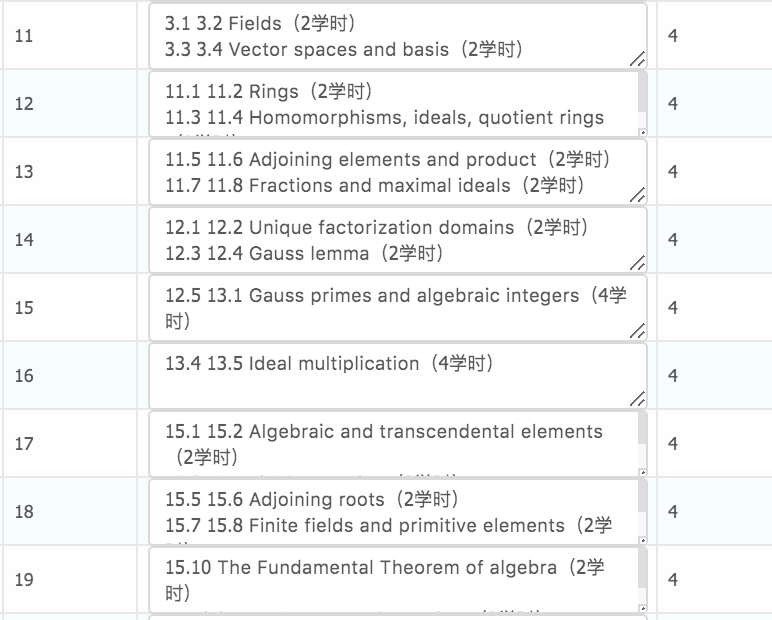 11
3.1 3.2 Fields（2学时）
3.3 3.4 Vector spaces and basis（2学时）
4
12
11.1 11.2 Rings（2学时）
11.3 11.4 Homomorphisms, ideals, quotient rings
4
13
11.5 11.6 Adjoining elements and product（2学时）
11.7 11.8 Fractions and maximal ideals（2学时）
4
14
12.1 12.2 Unique factorization domains（2学时）
12.3 12.4 Gauss lemma（2学时）
4
15
12.5 13.1 Gauss primes and algebraic integers（4学
时）
4
16
13.4 13.5 Ideal multiplication（4学时）
4
17
15.1 15.2 Algebraic and transcendental elements
（2学时）
4
18
15.5 15.6 Adjoining roots（2学时）
15.7 15.8 Finite fields and primitive elements（2学
4
19
15.10 The Fundamental Theorem of algebra（2学
时）
4